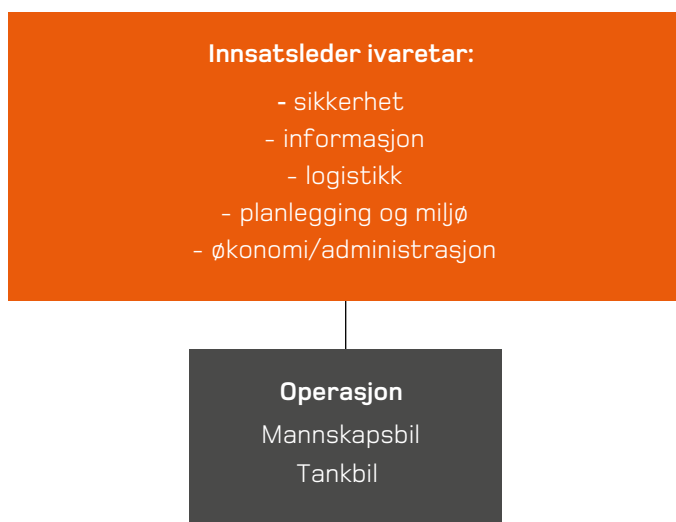 Innsatsleder ivaretar:
- sikkerhet
- informasjon
- logistikk
- planlegging og miljø
- økonomi/administrasjon
Operasjon
Mannskapsbil
Tankbil